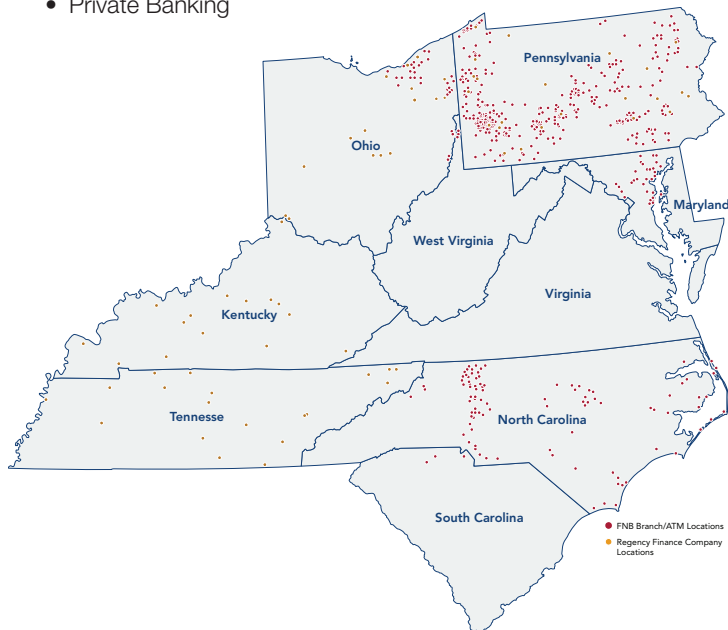 • Private Banking
Pennsylvania
Ohio
Maryland
West Virginia
Virginia
Kentucky
Tennesse
North Carolina
South Carolina
FNB Branch/ATM Locations
Regency Finance Company
Locations